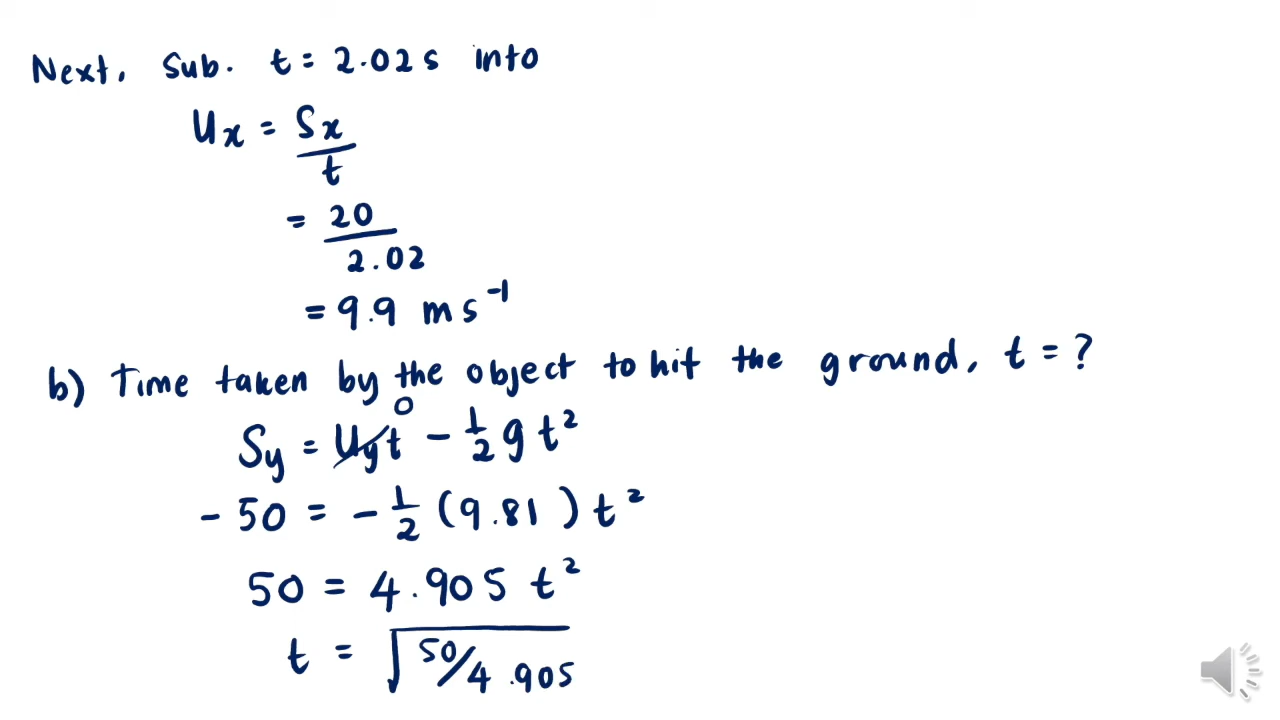 Next, Sub. t = 2.02 s into
Ux = Sx/t
= 20/2.02
= 9.9 ms⁻¹
b) Time taken by the object to hit the ground, t = ?
0
Sy = Uyt - 1/2 g t²
- 50 = - 1/2 (9.81) t²
50 = 4.905 t²
t = √50/4.905